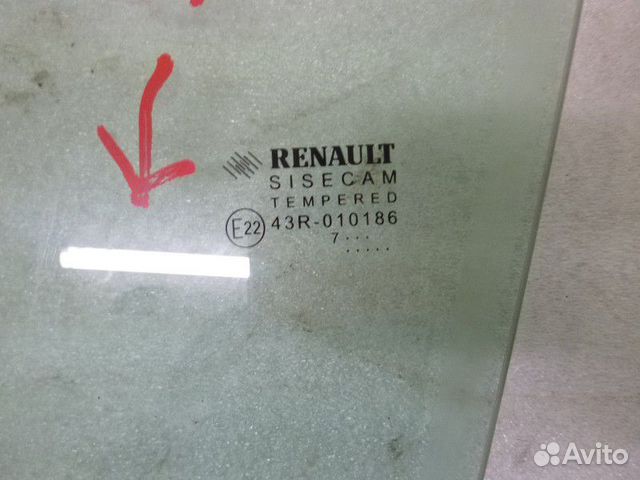 RENAULT
SISECAM
TEMPERED
E22 43R-010186
7...
.....
Avito